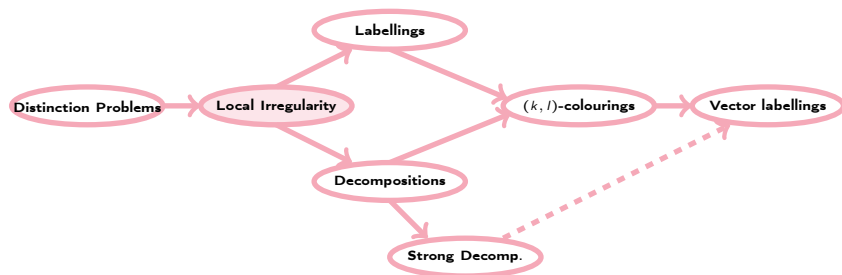 Labellings
Distinction Problems
Local Irregularity
(k, l)-colourings
Vector labellings
Decompositions
Strong Decomp.